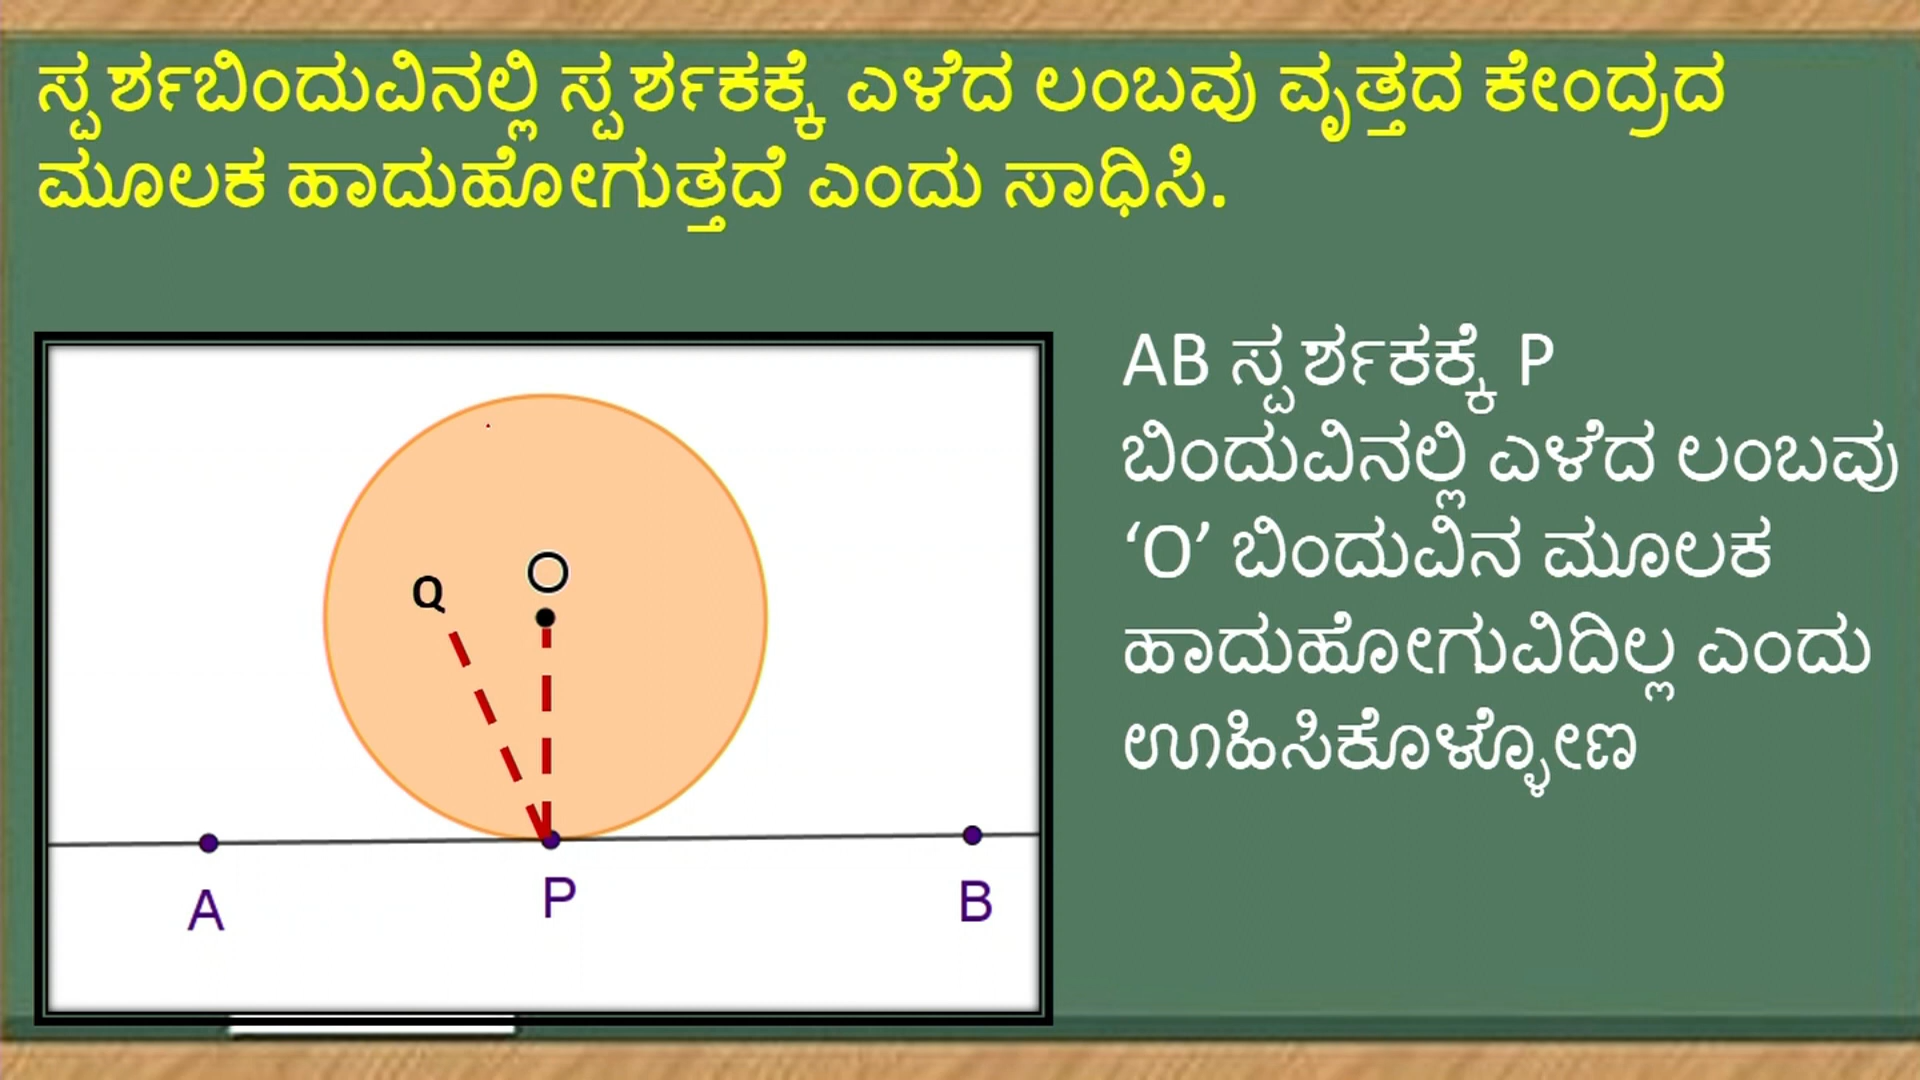 ಸ್ಪರ್ಶಬಿಂದುವಿನಲ್ಲಿ ಸ್ಪರ್ಶಕಕ್ಕೆ ಎಳೆದ ಲಂಬವು ವೃತ್ತದ ಕೇಂದ್ರದ
ಮೂಲಕ ಹಾದುಹೋಗುತ್ತದೆ ಎಂದು ಸಾಧಿಸಿ.
AB ಸ್ಪರ್ಶಕಕ್ಕೆ P
ಬಿಂದುವಿನಲ್ಲಿ ಎಳೆದ ಲಂಬವು
‘O’ ಬಿಂದುವಿನ ಮೂಲಕ
ಹಾದುಹೋಗುವಿದಿಲ್ಲ ಎಂದು
ಊಹಿಸಿಕೊಳ್ಳೋಣ
Q O
A P B